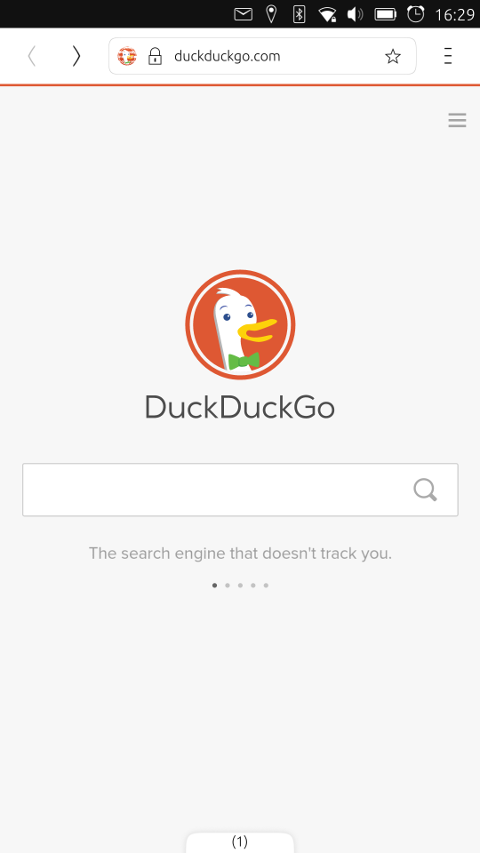 16:29
duckduckgo.com
DuckDuckGo
The search engine that doesn't track you.
(1)